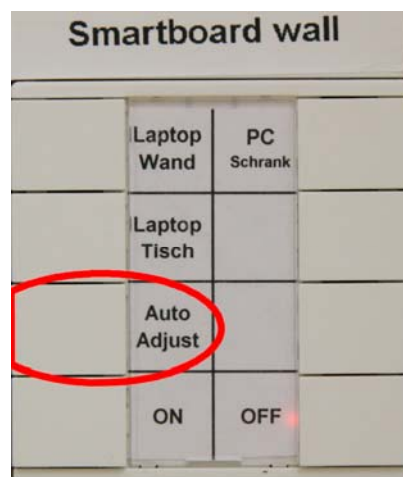 Smartboard wall
Laptop
Wand
PC
Schrank
Laptop
Tisch
Auto
Adjust
ON
OFF